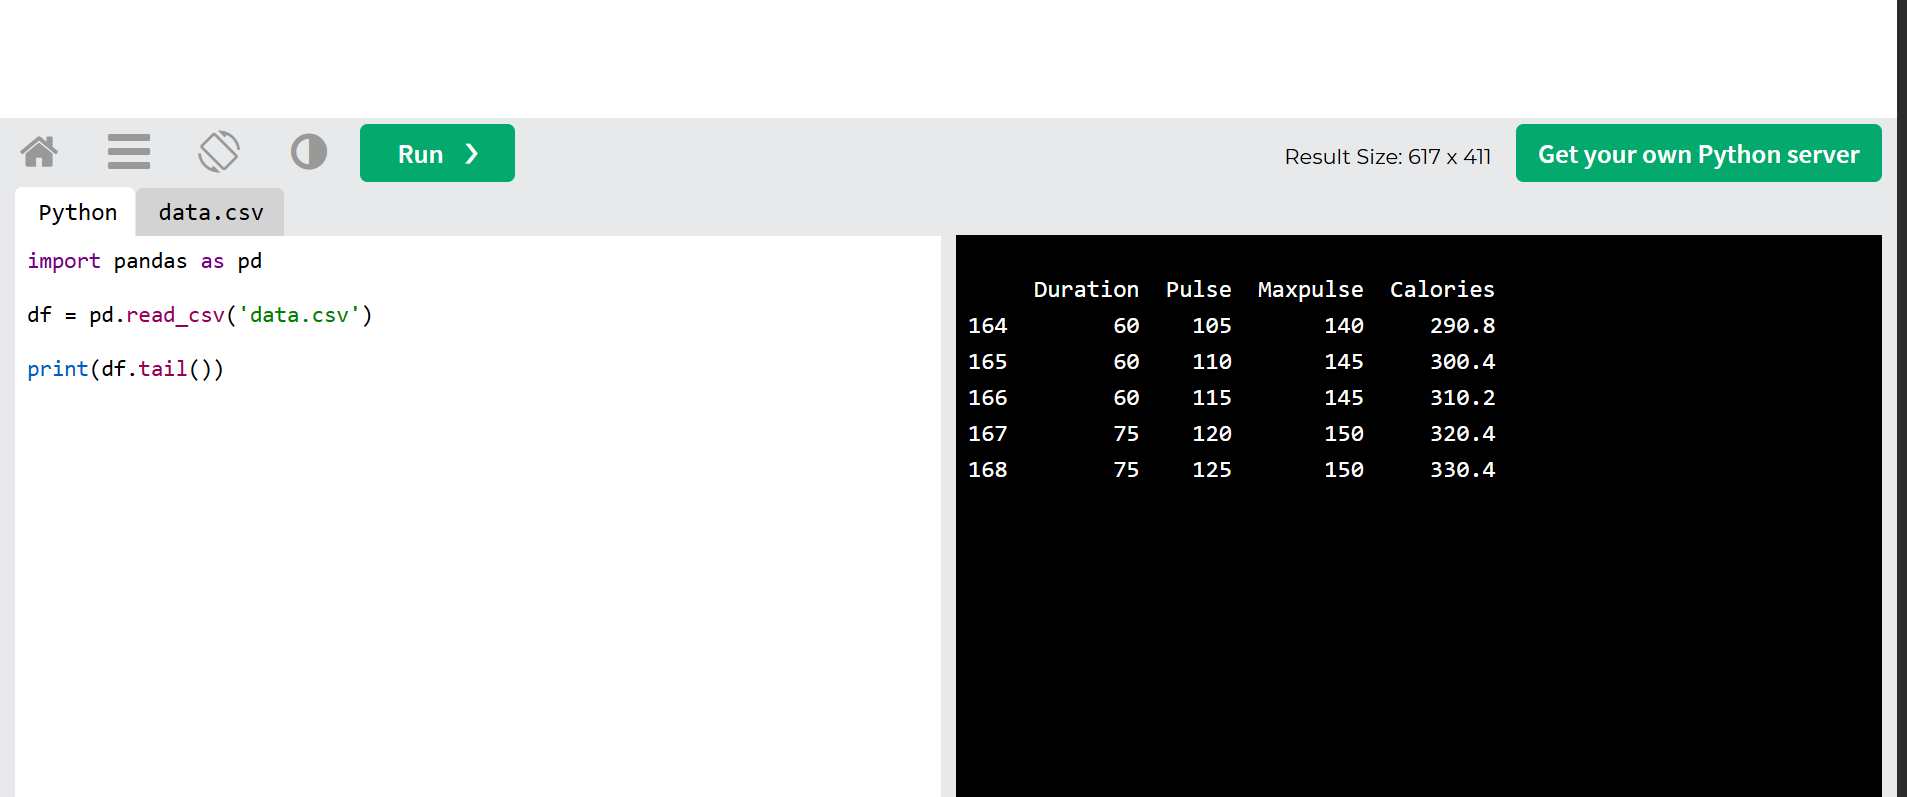 Run ❯
Result Size: 617 x 411
Get your own Python server
Python
data.csv
import pandas as pd
df = pd.read_csv('data.csv')
print(df.tail())
Duration Pulse Maxpulse Calories
164 60 105 140 290.8
165 60 110 145 300.4
166 60 115 145 310.2
167 75 120 150 320.4
168 75 125 150 330.4